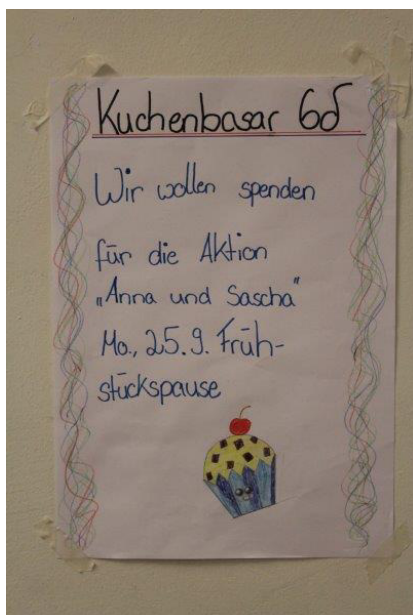 Kuchenbasar 6d
Wir wollen spenden
für die Aktion
„Anna und Sascha"
Mo., 25.9. Früh-
stückspause